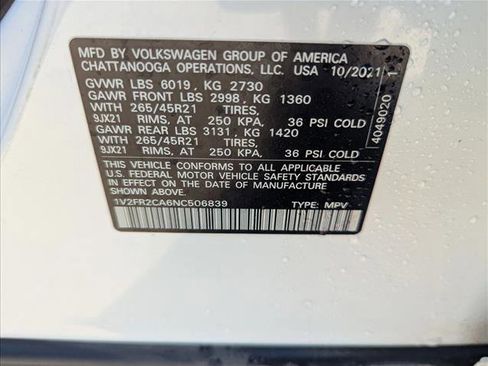 MFD BY VOLKSWAGEN GROUP OF AMERICA
CHATTANOOGA OPERATIONS, LLC. USA 10/2021
GVWR LBS 6019, KG 2730
GAWR FRONT LBS 2998, KG 1360
WITH 265/45R21 TIRES,
9JX21 RIMS, AT 250 KPA, 36 PSI COLD
GAWR REAR LBS 3131, KG 1420
WITH 265/45R21 TIRES,
9JX21 RIMS, AT 250 KPA, 36 PSI COLD
THIS VEHICLE CONFORMS TO ALL APPLICABLE
U.S. FEDERAL MOTOR VEHICLE SAFETY STANDARDS
IN EFFECT ON THE DATE OF MANUFACTURE
SHOWN ABOVE.
1V2FR2CA6NC506839 TYPE: MPV
4049020 1